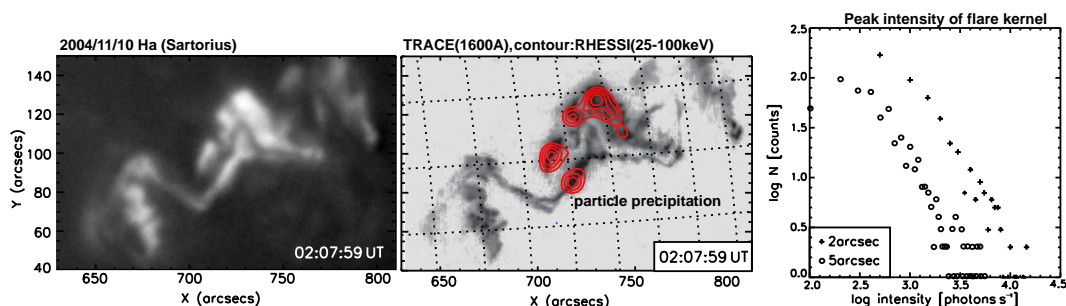 2004/11/10 Ha (Sartorius)
140
120
100
80
60
40
Y (arcsecs)
02:07:59 UT
650
700
750
800
X (arcsecs)
TRACE(1600A),contour:RHESSI(25-100keV)
particle precipitation
02:07:59 UT
650
700
750
800
X (arcsecs)
Peak intensity of flare kernel
2.5
2.0
1.5
1.0
0.5
0.0
log N [counts]
2arcsec
5arcsec
2.0
2.5
3.0
3.5
4.0
4.5
log intensity [photons s⁻¹]